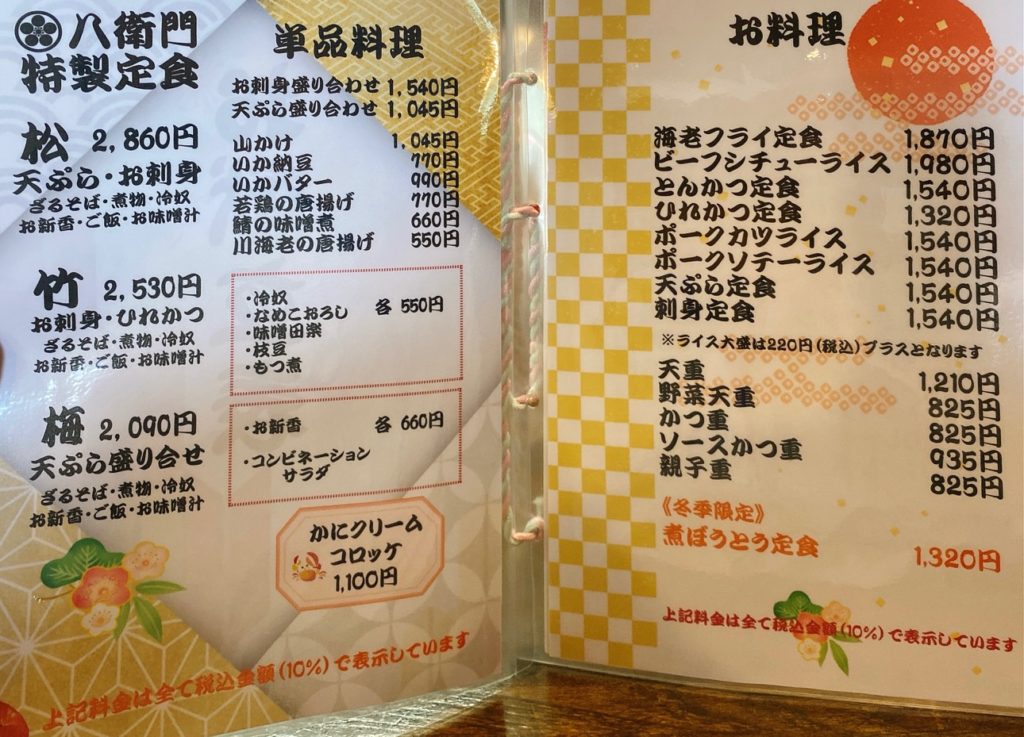 八衛門
特製定食
松 2,860円
天ぷら・お刺身
ざるそば・煮物・冷奴
お新香・ご飯・お味噌汁
竹 2,530円
お刺身・ひれかつ
ざるそば・煮物・冷奴
お新香・ご飯・お味噌汁
梅 2,090円
天ぷら盛り合せ
ざるそば・煮物・冷奴
お新香・ご飯・お味噌汁
単品料理
お刺身盛り合わせ 1,540円
天ぷら盛り合わせ 1,045円
山かけ 1,045円
いか納豆 770円
いかバター 990円
若鶏の唐揚げ 770円
鯖の味噌煮 660円
川海老の唐揚げ 550円
・冷奴
・なめこおろし 各 550円
・味噌田楽
・枝豆
・もつ煮
・お新香 各 660円
・コンビネーション
サラダ
かにクリーム
コロッケ
1,100円
上記料金は全て税込金額(10%)で表示しています
お料理
海老フライ定食 1,870円
ビーフシチューライス 1,980円
とんかつ定食 1,540円
ひれかつ定食 1,320円
ポークカツライス 1,540円
ポークソテーライス 1,540円
天ぷら定食 1,540円
刺身定食 1,540円
※ライス大盛は220円(税込)プラスとなります
天重 1,210円
野菜天重 825円
かつ重 825円
ソースかつ重 935円
親子重 825円
《冬季限定》
煮ぼうとう定食 1,320円
上記料金は全て税込金額(10%)で表示しています